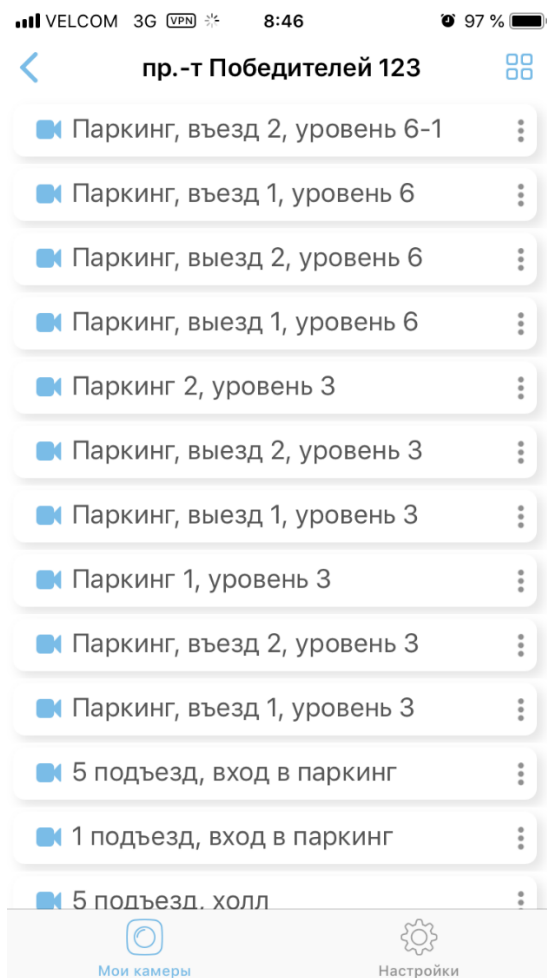 VELCOM 3G VPN 8:46 97 %
пр.-т Победителей 123
Паркинг, въезд 2, уровень 6-1
Паркинг, въезд 1, уровень 6
Паркинг, выезд 2, уровень 6
Паркинг, выезд 1, уровень 6
Паркинг 2, уровень 3
Паркинг, выезд 2, уровень 3
Паркинг, выезд 1, уровень 3
Паркинг 1, уровень 3
Паркинг, въезд 2, уровень 3
Паркинг, въезд 1, уровень 3
5 подъезд, вход в паркинг
1 подъезд, вход в паркинг
5 подъезд, холл
Мои камеры Настройки